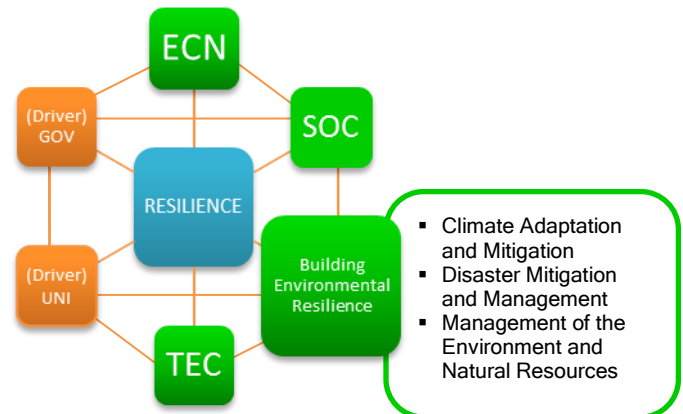 ECN
(Driver)
GOV
SOC
RESILIENCE
(Driver)
UNI
Building
Environmental
Resilience
TEC
▪ Climate Adaptation
and Mitigation
▪ Disaster Mitigation
and Management
▪ Management of the
Environment and
Natural Resources